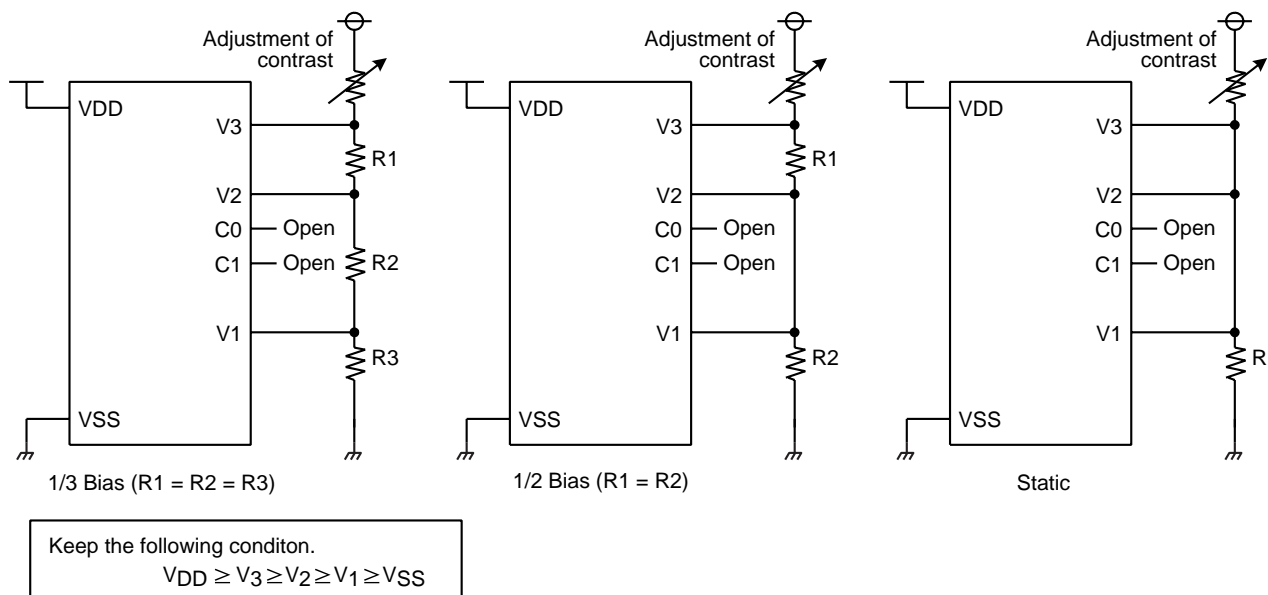 Adjustment of
contrast
VDD
V3
R1
V2
C0
Open
C1
Open
R2
V1
R3
VSS
1/3 Bias (R1 = R2 = R3)
Adjustment of
contrast
VDD
V3
R1
V2
C0
Open
C1
Open
V1
R2
VSS
1/2 Bias (R1 = R2)
Adjustment of
contrast
VDD
V3
V2
C0
Open
C1
Open
V1
R
VSS
Static
Keep the following conditon.
VDD ≥ V3 ≥ V2 ≥ V1 ≥ VSS